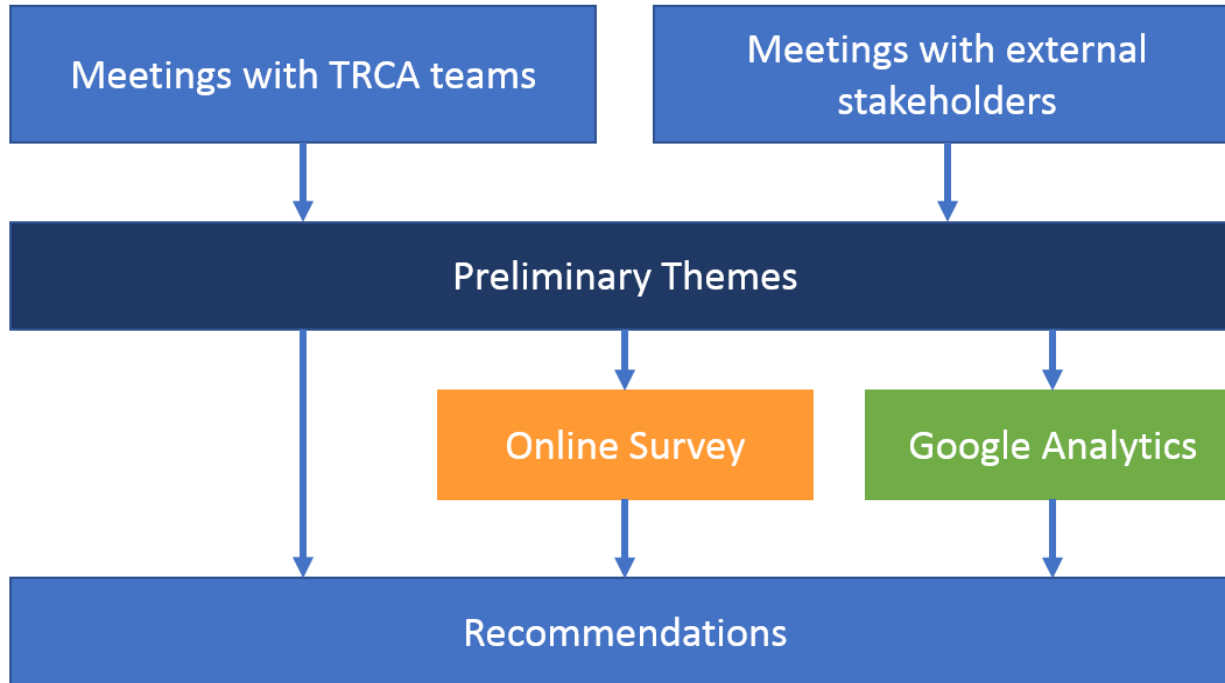 Meetings with TRCA teams
Meetings with external
stakeholders
Preliminary Themes
Online Survey
Google Analytics
Recommendations